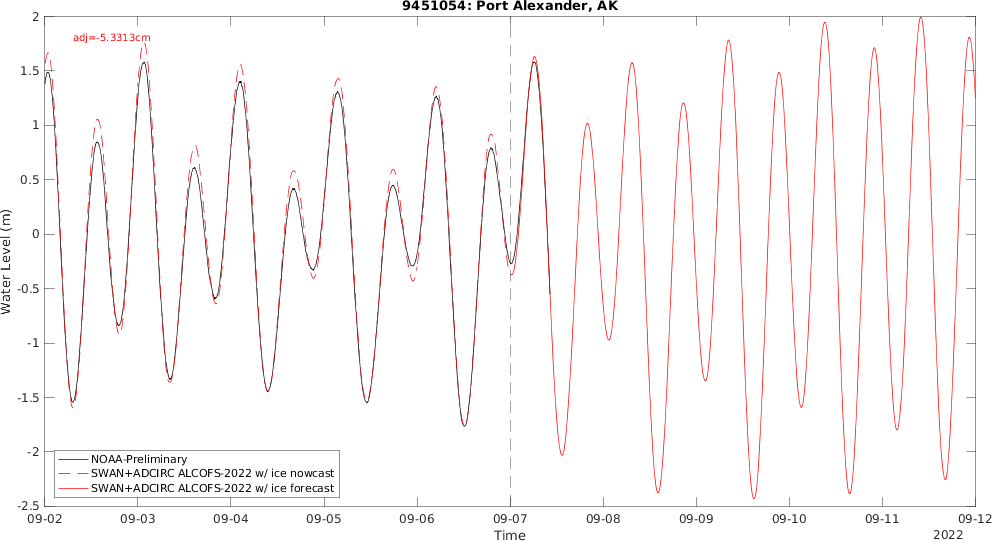 9451054: Port Alexander, AK
adj=-5.3313cm
2
1.5
1
0.5
0
-0.5
-1
-1.5
-2
-2.5
Water Level (m)
NOAA-Preliminary
SWAN+ADCIRC ALCOFS-2022 w/ ice nowcast
SWAN+ADCIRC ALCOFS-2022 w/ ice forecast
09-02 09-03 09-04 09-05 09-06 09-07 09-08 09-09 09-10 09-11 09-12
Time
2022